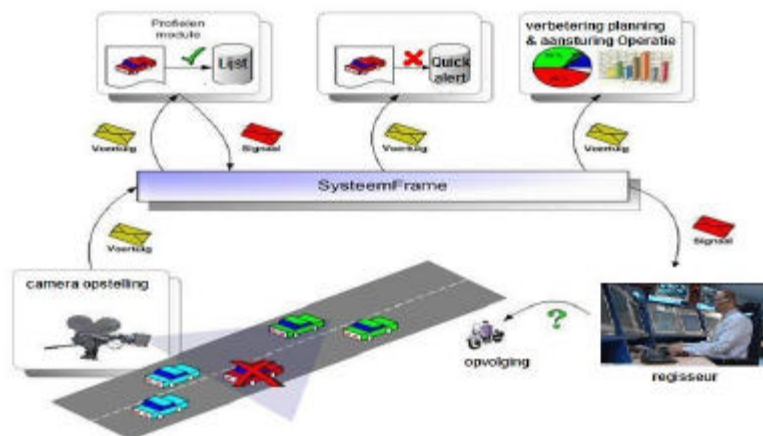 Profielen
module
Lijst
Quick
alert
verbetering planning
& aansturing Operatie
Voertuig
Signaal
Voertuig
Voertuig
SysteemFrame
Voertuig
Signaal
camera opstelling
?
opvolging
regisseur